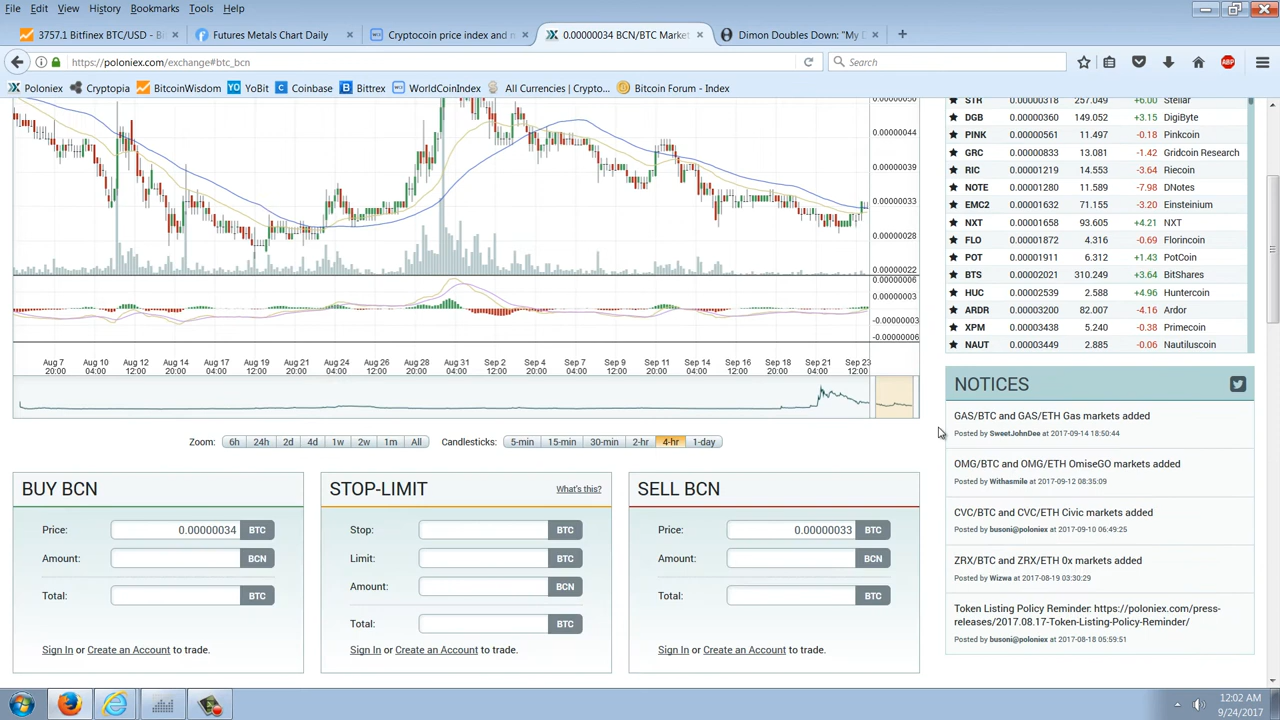 File Edit View History Bookmarks Tools Help
3757.1 Bitfinex BTC/USD - Bi
Futures Metals Chart Daily
Cryptocoin price index and n
0.00000034 BCN/BTC Market
Dimon Doubles Down: "My D
https://poloniex.com/exchange#btc_bcn
Search
Poloniex Cryptopia BitcoinWisdom YoBit Coinbase Bittrex WorldCoinIndex All Currencies | Crypto... Bitcoin Forum - Index
0.00000050
0.00000044
0.00000039
0.00000033
0.00000028
0.00000022
0.00000006
0.00000003
-0.00000003
-0.00000006
Aug 7 Aug 10 Aug 12 Aug 14 Aug 17 Aug 19 Aug 21 Aug 24 Aug 26 Aug 28 Aug 31 Sep 2 Sep 4 Sep 7 Sep 9 Sep 11 Sep 14 Sep 16 Sep 18 Sep 21 Sep 23
20:00 04:00 12:00 20:00 04:00 12:00 20:00 04:00 12:00 20:00 04:00 12:00 20:00 04:00 12:00 20:00 04:00 12:00 20:00 04:00 12:00
Zoom: 6h 24h 2d 4d 1w 2w 1m All Candlesticks: 5-min 15-min 30-min 2-hr 4-hr 1-day
BUY BCN
Price: 0.00000034 BTC
Amount: BCN
Total: BTC
Sign In or Create an Account to trade.
STOP-LIMIT What's this?
Stop: BTC
Limit: BTC
Amount: BCN
Total: BTC
Sign In or Create an Account to trade.
SELL BCN
Price: 0.00000033 BTC
Amount: BCN
Total: BTC
Sign In or Create an Account to trade.
STR 0.00000318 257.049 +6.00 Stellar
DGB 0.00000360 149.052 +3.15 DigiByte
PINK 0.00000561 11.497 -0.18 Pinkcoin
GRC 0.00000833 13.081 -1.42 Gridcoin Research
RIC 0.00001219 14.553 -3.64 Riecoin
NOTE 0.00001280 11.589 -7.98 DNotes
EMC2 0.00001632 71.155 -3.20 Einsteinium
NXT 0.00001658 93.605 +4.21 NXT
FLO 0.00001872 4.316 -0.69 Florincoin
POT 0.00001911 6.312 +1.43 PotCoin
BTS 0.00002021 310.249 +3.64 BitShares
HUC 0.00002539 2.588 +4.96 Huntercoin
ARDR 0.00003200 82.007 -4.16 Ardor
XPM 0.00003438 5.240 -0.38 Primecoin
NAUT 0.00003449 2.885 -0.06 Nautiluscoin
NOTICES
GAS/BTC and GAS/ETH Gas markets added
Posted by SweetJohnDee at 2017-09-14 18:50:44
OMG/BTC and OMG/ETH OmiseGO markets added
Posted by Withasmile at 2017-09-12 08:35:09
CVC/BTC and CVC/ETH Civic markets added
Posted by busoni@poloniex at 2017-09-10 06:49:25
ZRX/BTC and ZRX/ETH 0x markets added
Posted by Wizwa at 2017-08-19 03:30:29
Token Listing Policy Reminder: https://poloniex.com/press-
releases/2017.08.17-Token-Listing-Policy-Reminder/
Posted by busoni@poloniex at 2017-08-18 05:59:51
12:02 AM
9/24/2017